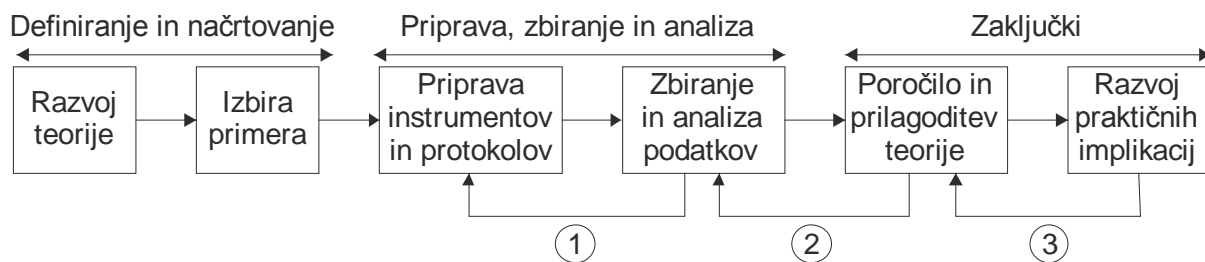 Definiranje in načrtovanje
Priprava, zbiranje in analiza
Zaključki
Razvoj
teorije
Izbira
primera
Priprava
instrumentov
in protokolov
Zbiranje
in analiza
podatkov
Poročilo in
prilagoditev
teorije
Razvoj
praktičnih
implikacij
1
2
3